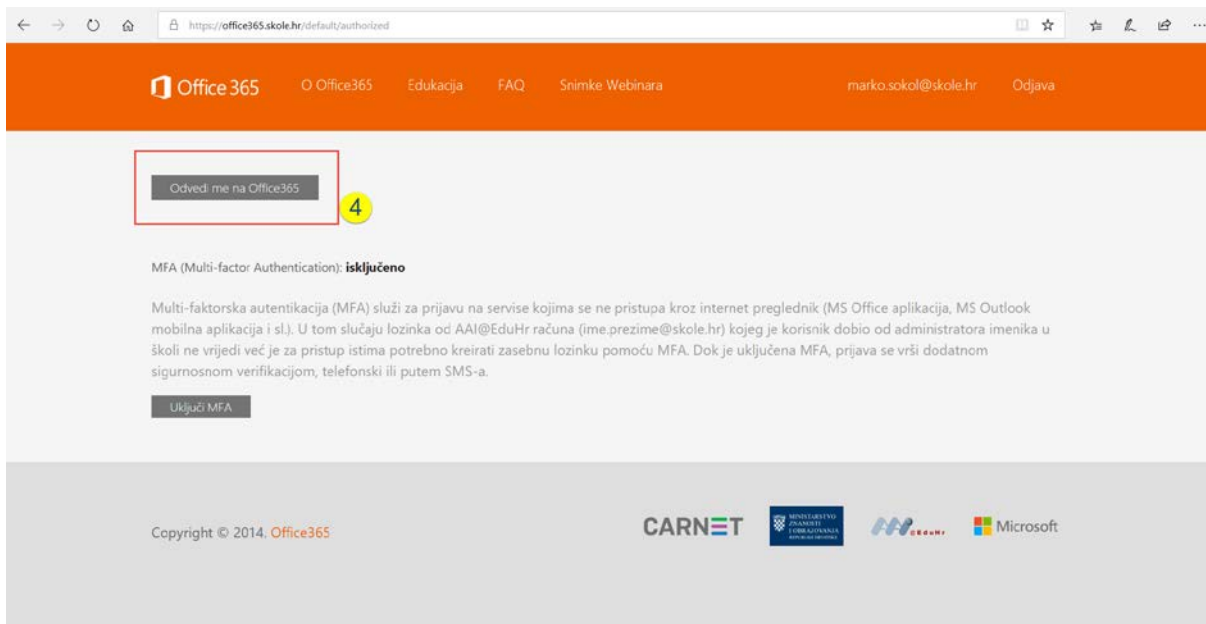 https://office365.skole.hr/default/authorized
Office 365 O Office365 Edukacija FAQ Snimke Webinara marko.sokol@skole.hr Odjava
Odvedi me na Office365
4
MFA (Multi-factor Authentication): isključeno
Multi-faktorska autentikacija (MFA) služi za prijavu na servise kojima se ne pristupa kroz internet preglednik (MS Office aplikacija, MS Outlook
mobilna aplikacija i sl.). U tom slučaju lozinka od AAI@EduHr računa (ime.prezime@skole.hr) kojeg je korisnik dobio od administratora imenika u
školi ne vrijedi već je za pristup istima potrebno kreirati zasebnu lozinku pomoću MFA. Dok je uključena MFA, prijava se vrši dodatnom
sigurnosnom verifikacijom, telefonski ili putem SMS-a.
Uključi MFA
Copyright © 2014. Office365 CARNET
MINISTARSTVO
ZNANOSTI
I OBRAZOVANJA
REPUBLIKE HRVATSKE
Microsoft